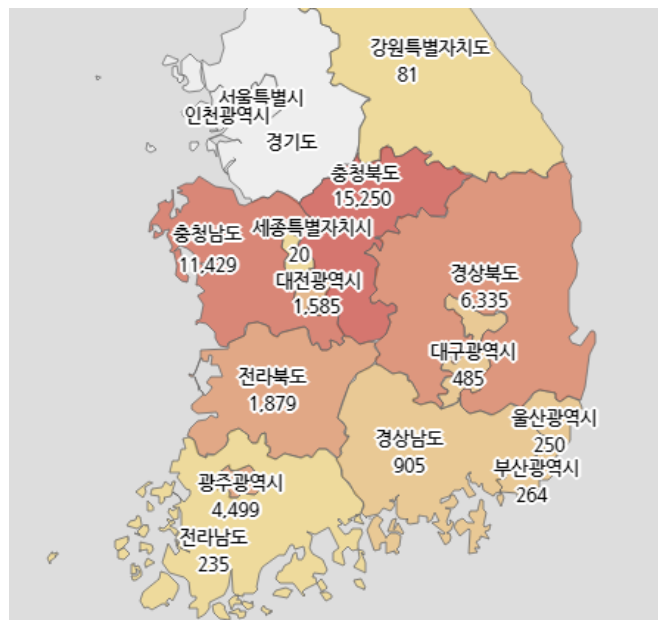 강원특별자치도
81
서울특별시
인천광역시
경기도
충청북도
15,250
세종특별자치시
20
충청남도
11,429
대전광역시
1,585
경상북도
6,335
대구광역시
485
전라북도
1,879
경상남도
905
울산광역시
250
부산광역시
264
광주광역시
4,499
전라남도
235